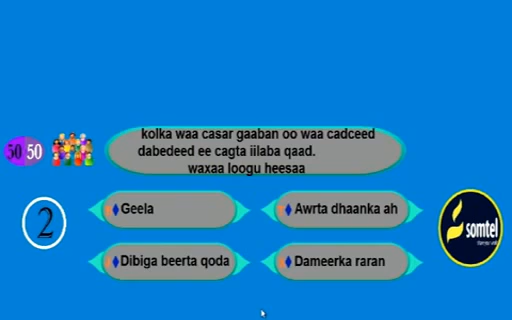 kolka waa casar gaaban oo waa cadceed
dabedeed ee cagta iilaba qaad.
waxaa loogu heesaa
50 50
2
Geela
Awrta dhaanka ah
Dibiga beerta qoda
Dameerka raran
somtel